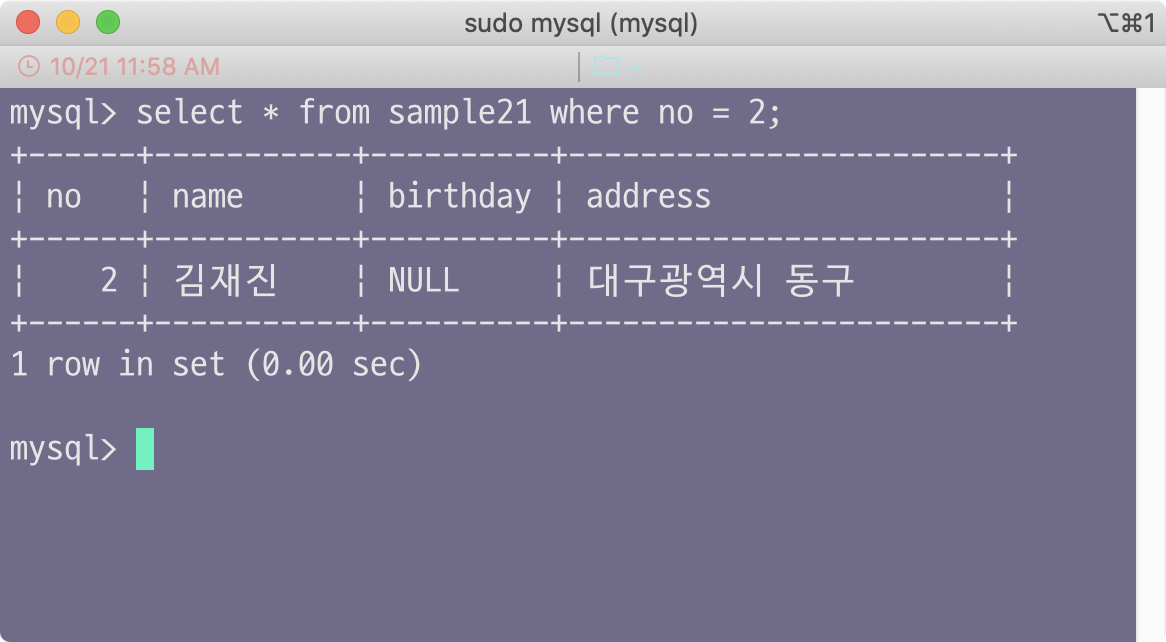 sudo mysql (mysql)
⌥⌘1
10/21 11:58 AM
~
mysql> select * from sample21 where no = 2;
+------+-----------+----------+------------------------+
| no   | name      | birthday | address                |
+------+-----------+----------+------------------------+
|    2 | 김재진    | NULL     | 대구광역시 동구        |
+------+-----------+----------+------------------------+
1 row in set (0.00 sec)
mysql>